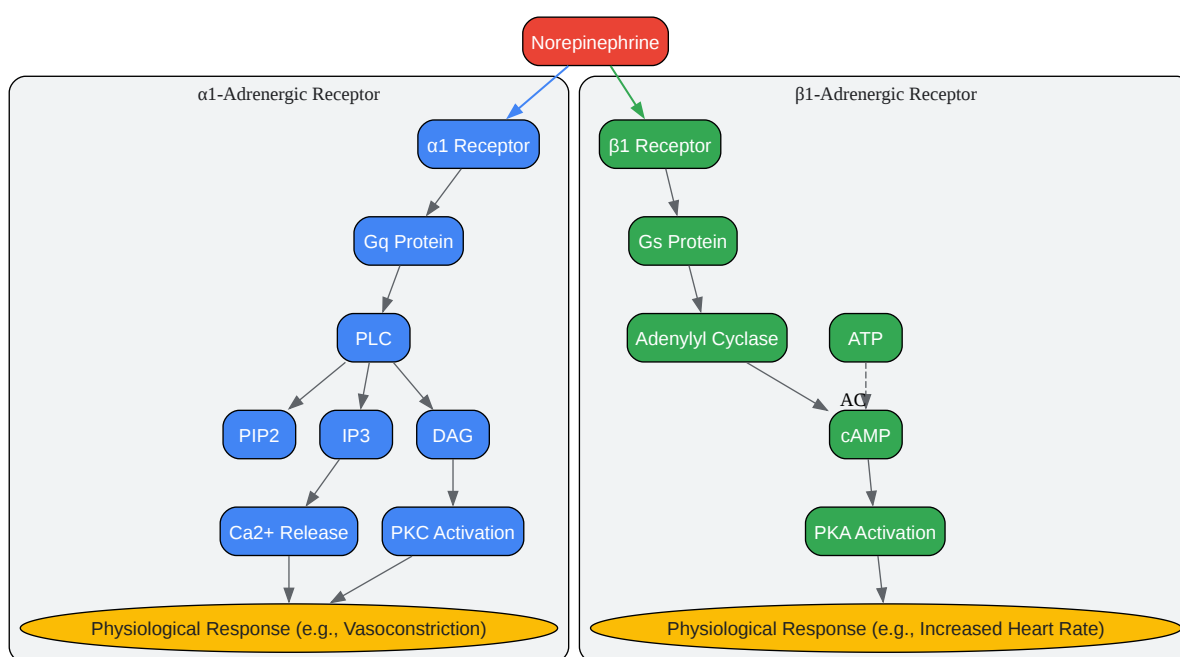 Norepinephrine
α1-Adrenergic Receptor
β1-Adrenergic Receptor
α1 Receptor
β1 Receptor
Gq Protein
Gs Protein
PLC
Adenylyl Cyclase
ATP
AC
PIP2
IP3
DAG
cAMP
Ca2+ Release
PKC Activation
PKA Activation
Physiological Response (e.g., Vasoconstriction)
Physiological Response (e.g., Increased Heart Rate)